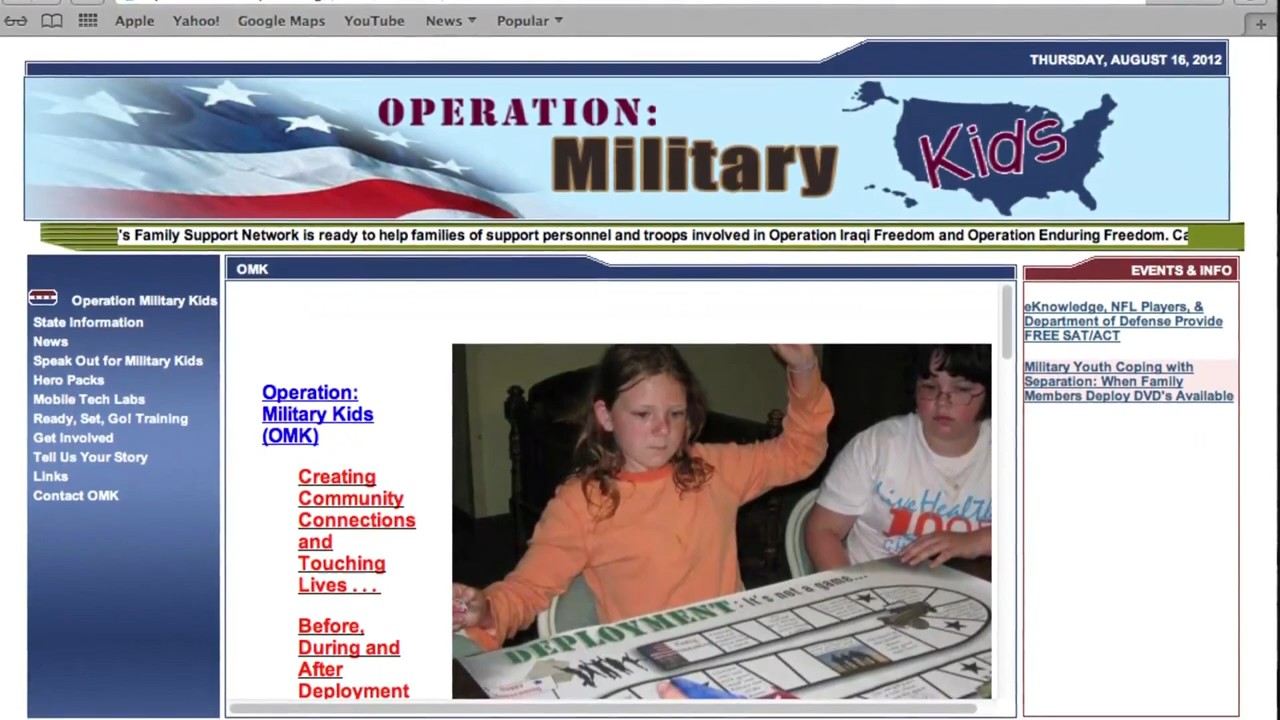 Apple Yahoo! Google Maps YouTube News Popular
THURSDAY, AUGUST 16, 2012
OPERATION:
Military
Kids
's Family Support Network is ready to help families of support personnel and troops involved in Operation Iraqi Freedom and Operation Enduring Freedom. Ca
Operation Military Kids
State Information
News
Speak Out for Military Kids
Hero Packs
Mobile Tech Labs
Ready, Set, Go! Training
Get Involved
Tell Us Your Story
Links
Contact OMK
OMK
Operation:
Military Kids
(OMK)
Creating
Community
Connections
and
Touching
Lives . . .
Before,
During and
After
Deployment
DEPLOYMENT: it's not a game...
EVENTS & INFO
eKnowledge, NFL Players, &
Department of Defense Provide
FREE SAT/ACT
Military Youth Coping with
Separation: When Family
Members Deploy DVD's Available